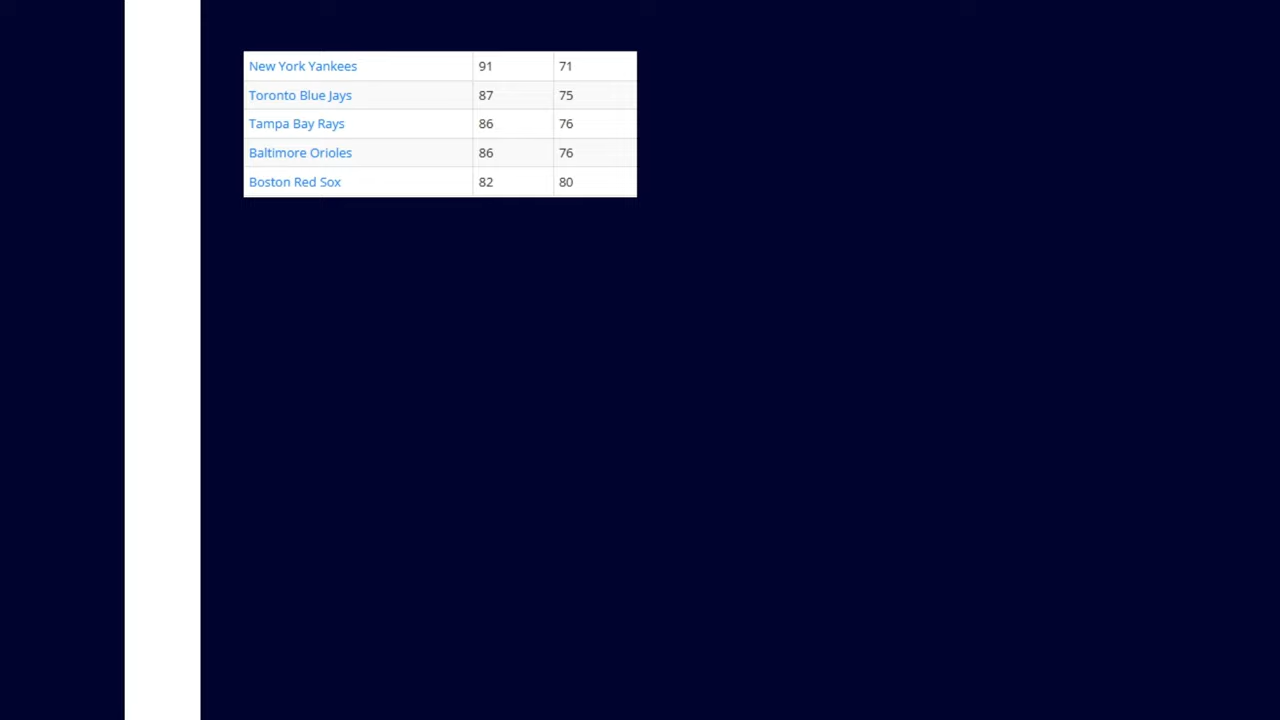 New York Yankees 91 71
Toronto Blue Jays 87 75
Tampa Bay Rays 86 76
Baltimore Orioles 86 76
Boston Red Sox 82 80